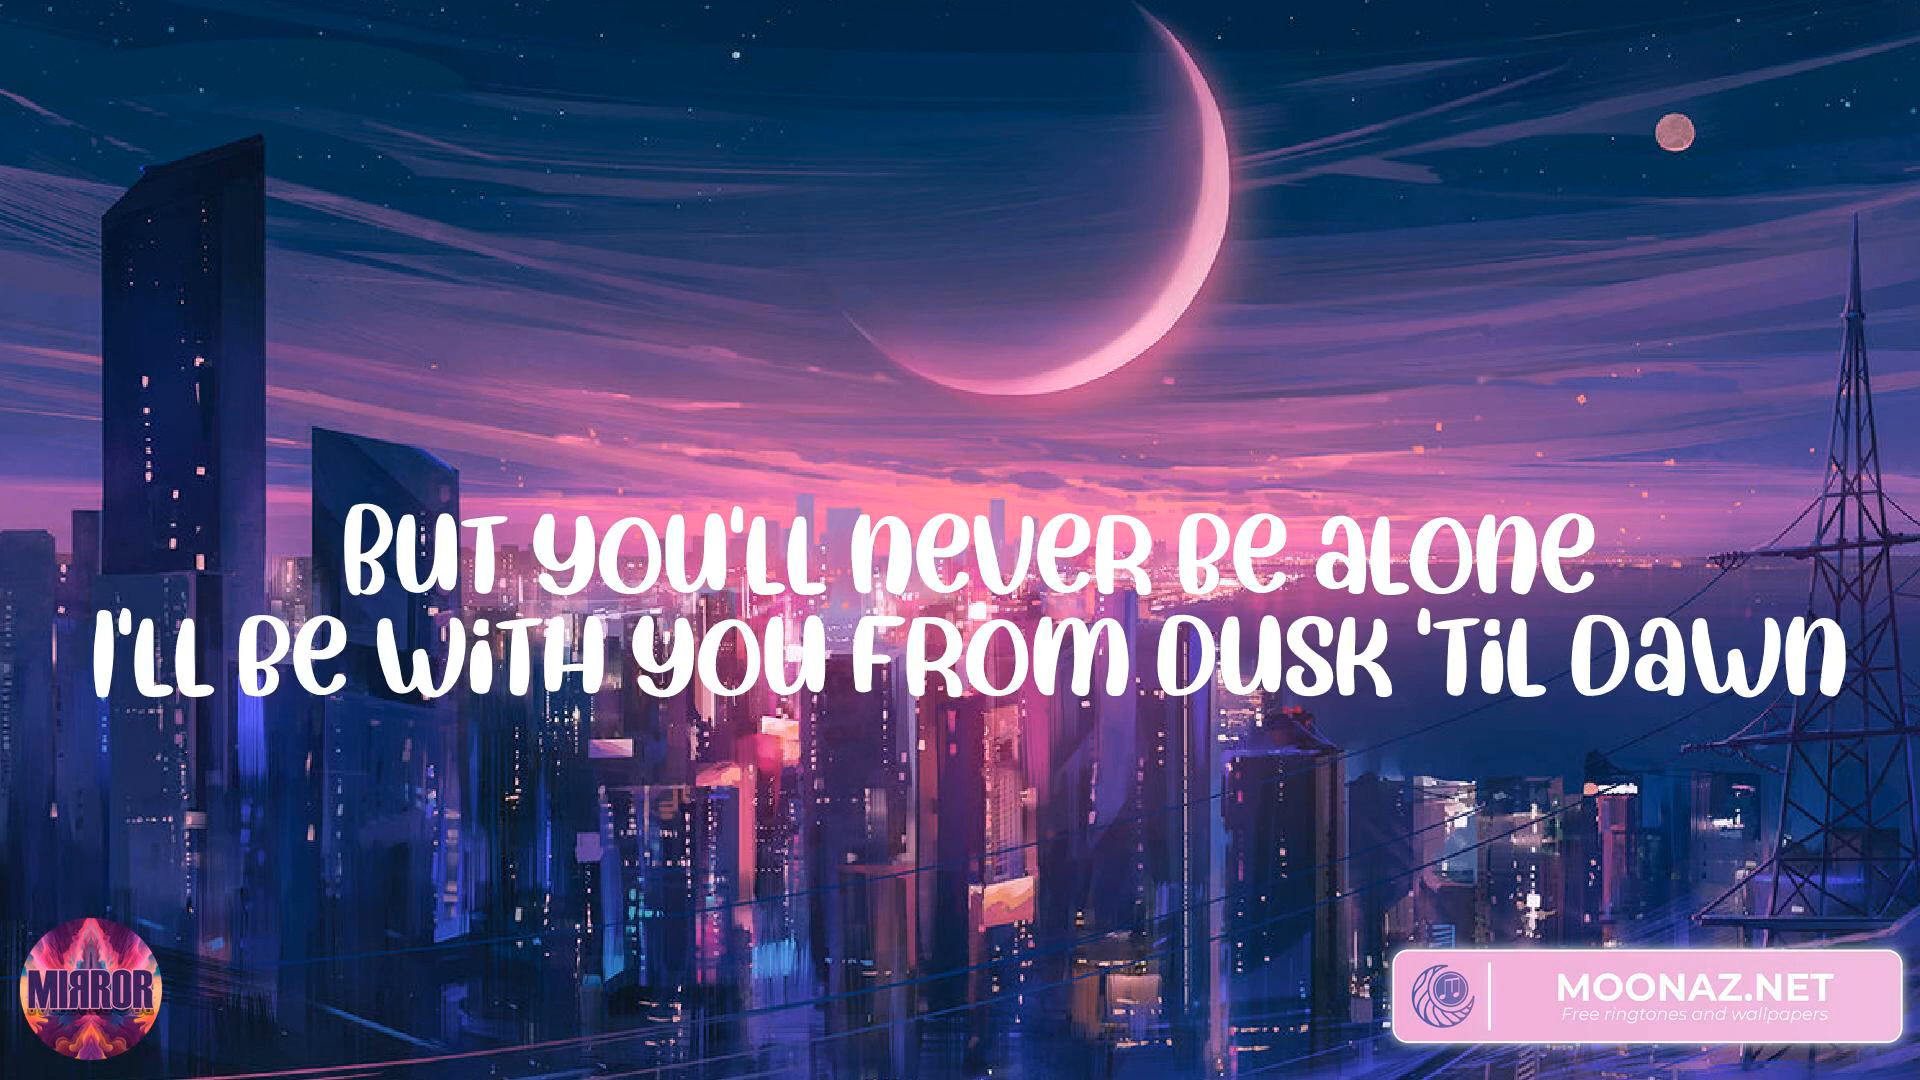 But you'll never be alone
I'll be with you from dusk 'til dawn
MIRROR
MOONAZ.NET
Free ringtones and wallpapers